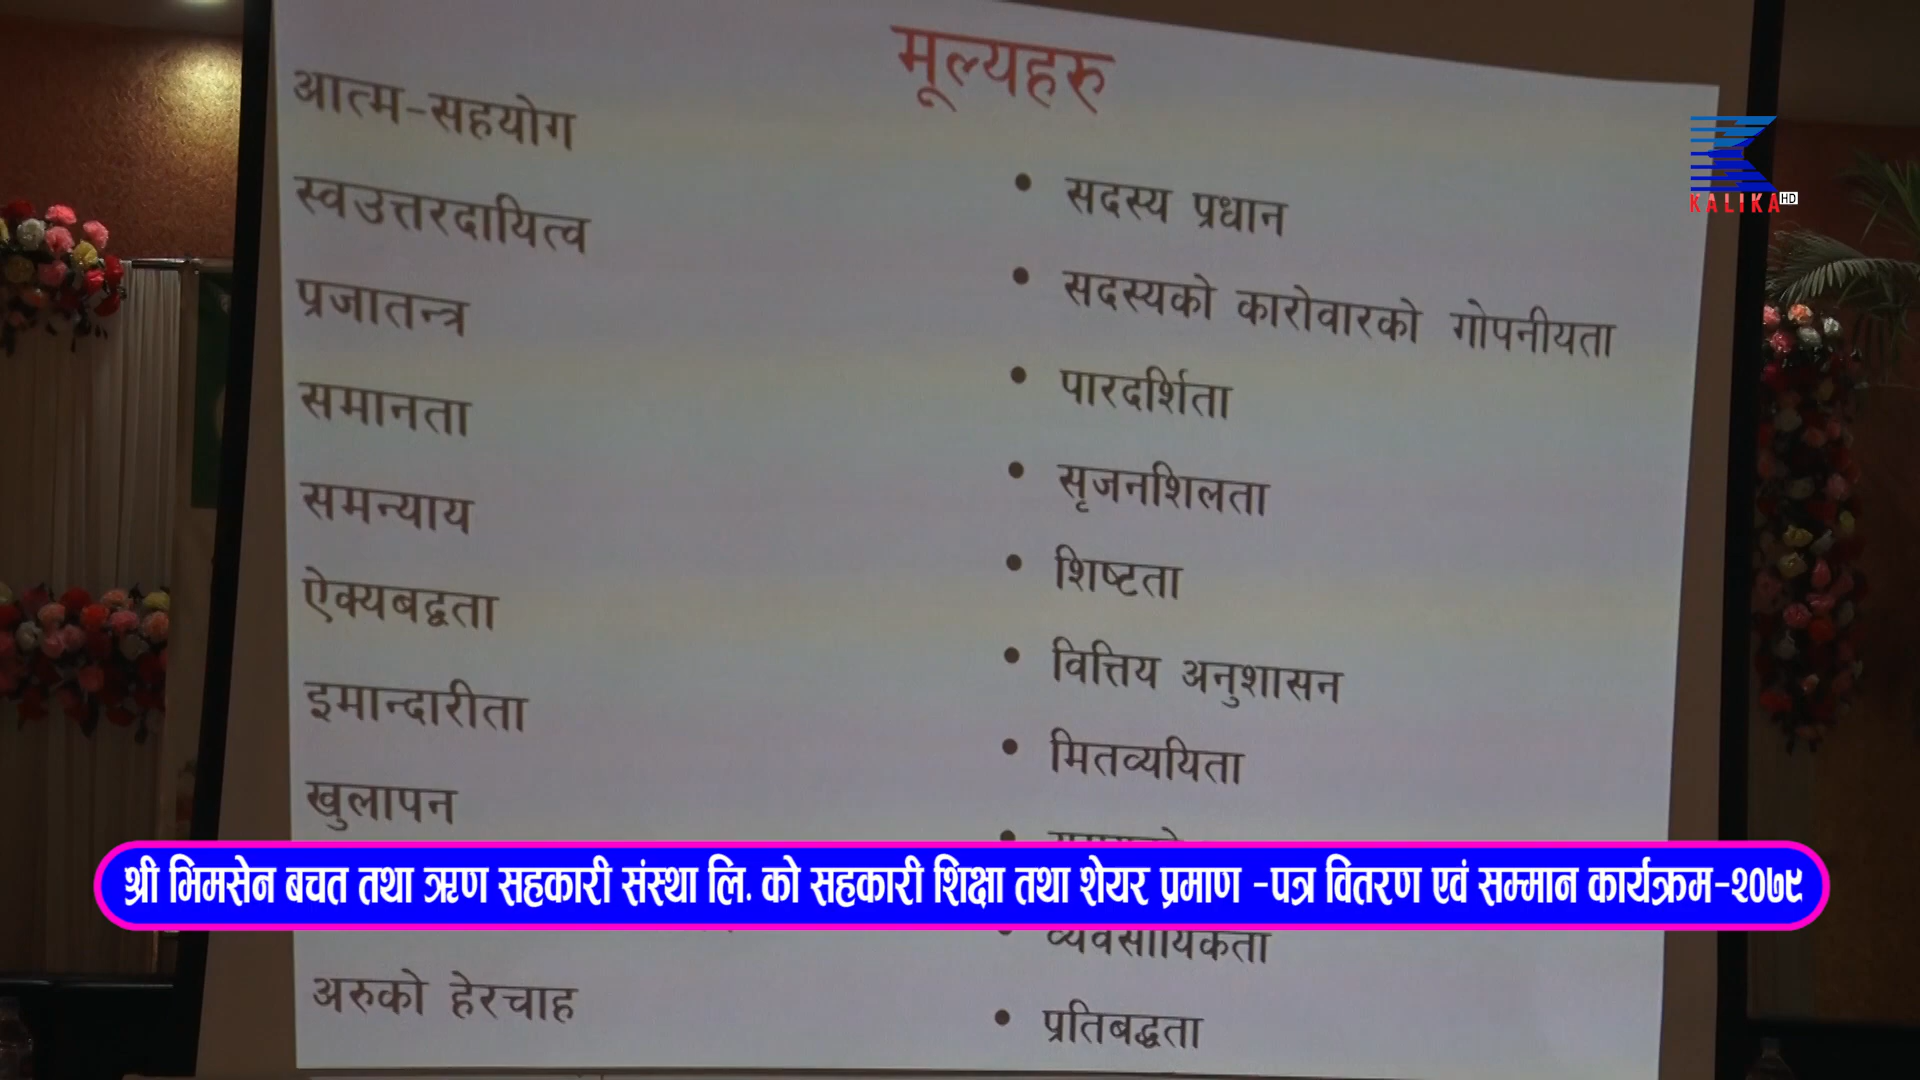 मूल्यहरु
आत्म-सहयोग
स्वउत्तरदायित्व
प्रजातन्त्र
समानता
समन्याय
ऐक्यबद्वता
इमान्दारीता
खुलापन
अरुको हेरचाह
• सदस्य प्रधान
• सदस्यको कारोवारको गोपनीयता
• पारदर्शिता
• सृजनशिलता
• शिष्टता
• वित्तिय अनुशासन
• मितव्ययिता
• व्यवसायिकता
• प्रतिबद्धता
KALIKA HD
श्री भिमसेन बचत तथा ऋण सहकारी संस्था लि. को सहकारी शिक्षा तथा शेयर प्रमाण -पत्र वितरण एवं सम्मान कार्यक्रम-२०७९